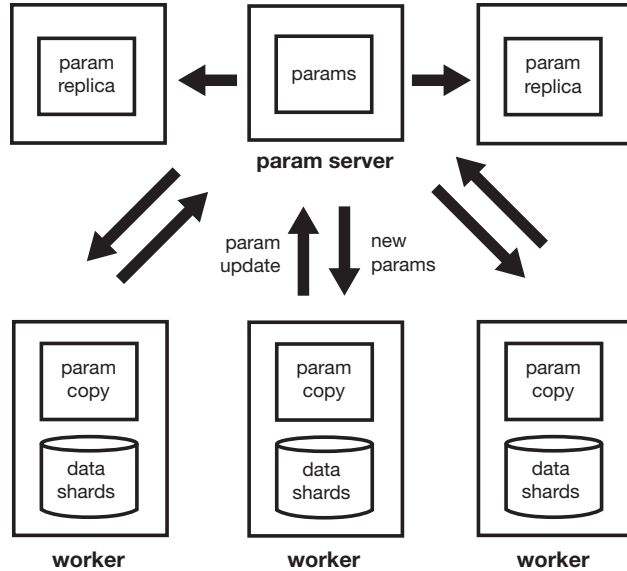 param
replica
params
param
replica
param server
param
update
new
params
param
copy
data
shards
worker
param
copy
data
shards
worker
param
copy
data
shards
worker